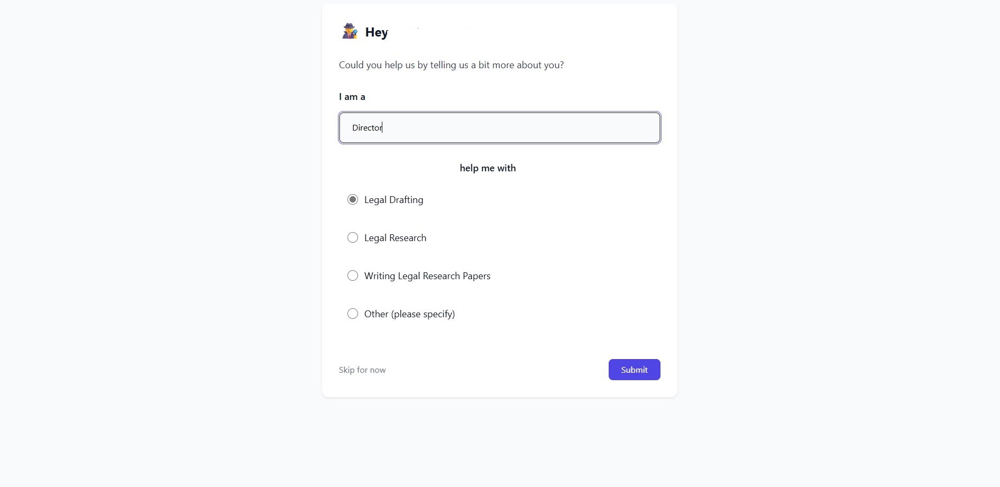 Hey
Could you help us by telling us a bit more about you?
I am a
Director
help me with
Legal Drafting
Legal Research
Writing Legal Research Papers
Other (please specify)
Skip for now
Submit